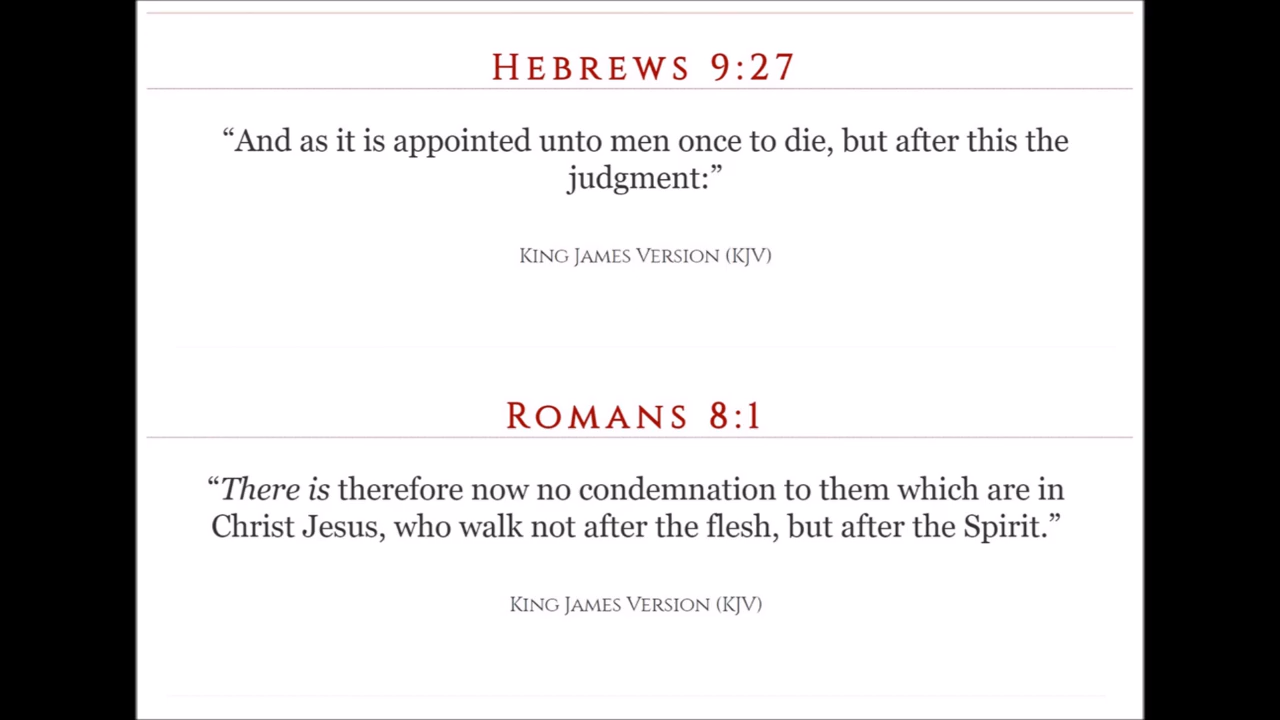 Hebrews 9:27
“And as it is appointed unto men once to die, but after this the
judgment:”
King James Version (KJV)
Romans 8:1
“There is therefore now no condemnation to them which are in
Christ Jesus, who walk not after the flesh, but after the Spirit.”
King James Version (KJV)